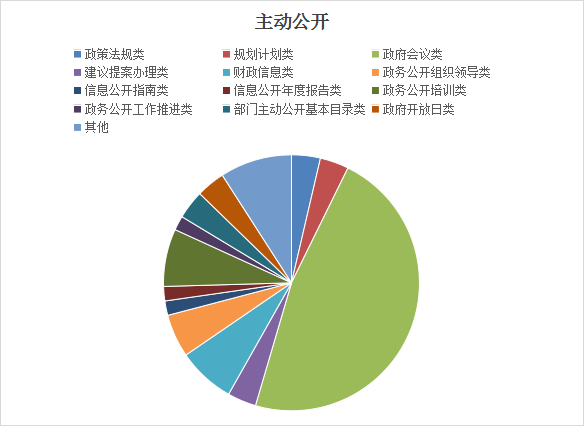 主动公开
政策法规类 规划计划类 政府会议类
建议提案办理类 财政信息类 政务公开组织领导类
信息公开指南类 信息公开年度报告类 政务公开培训类
政务公开工作推进类 部门主动公开基本目录类 政府开放日类
其他